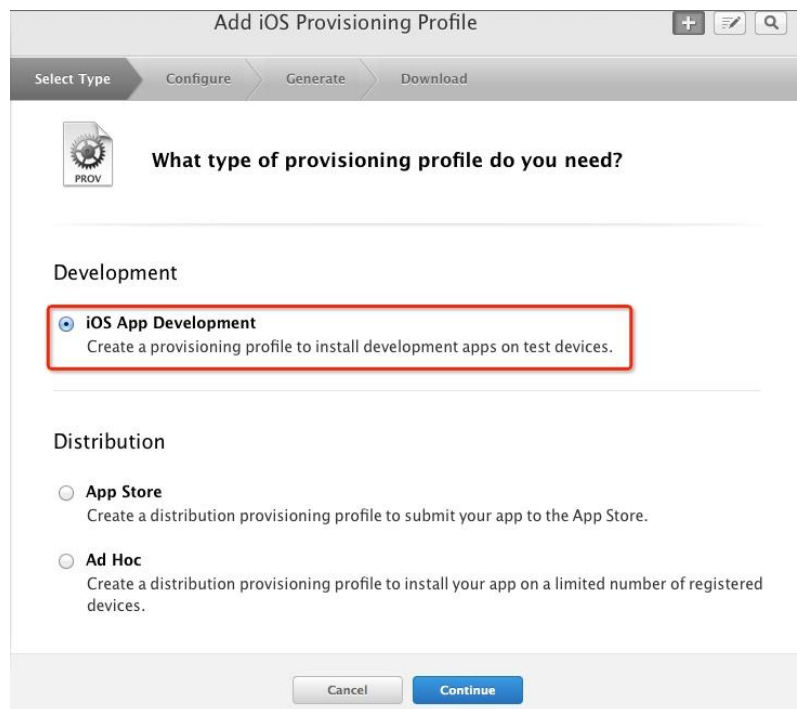 Add iOS Provisioning Profile
Select Type
Configure
Generate
Download
PROV
What type of provisioning profile do you need?
Development
iOS App Development
Create a provisioning profile to install development apps on test devices.
Distribution
App Store
Create a distribution provisioning profile to submit your app to the App Store.
Ad Hoc
Create a distribution provisioning profile to install your app on a limited number of registered
devices.
Cancel
Continue